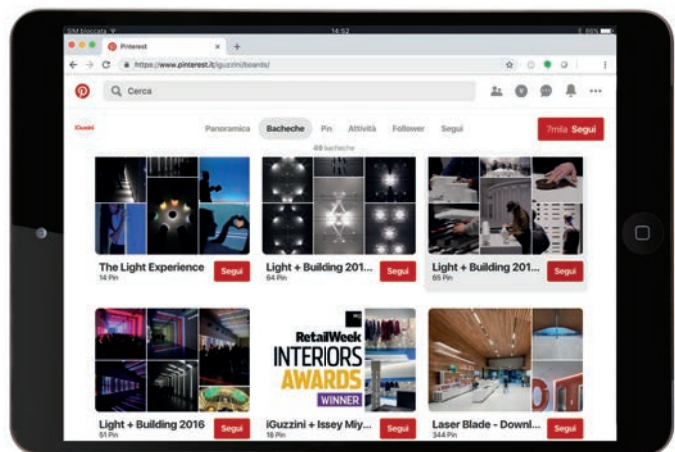 SIM bloccata
14:52
86%
Pinterest
https://www.pinterest.it/iguzzini/boards/
Cerca
iGuzzini
Panoramica Bacheche Pin Attività Follower Segui
7mila Segui
49 bacheche
The Light Experience
14 Pin
Segui
Light + Building 201...
64 Pin
Segui
Light + Building 201...
65 Pin
Segui
Light + Building 2016
51 Pin
Segui
RetailWeek
INTERIORS
AWARDS
WINNER
iGuzzini + Issey Miy...
18 Pin
Segui
Laser Blade - Downl...
344 Pin
Segui